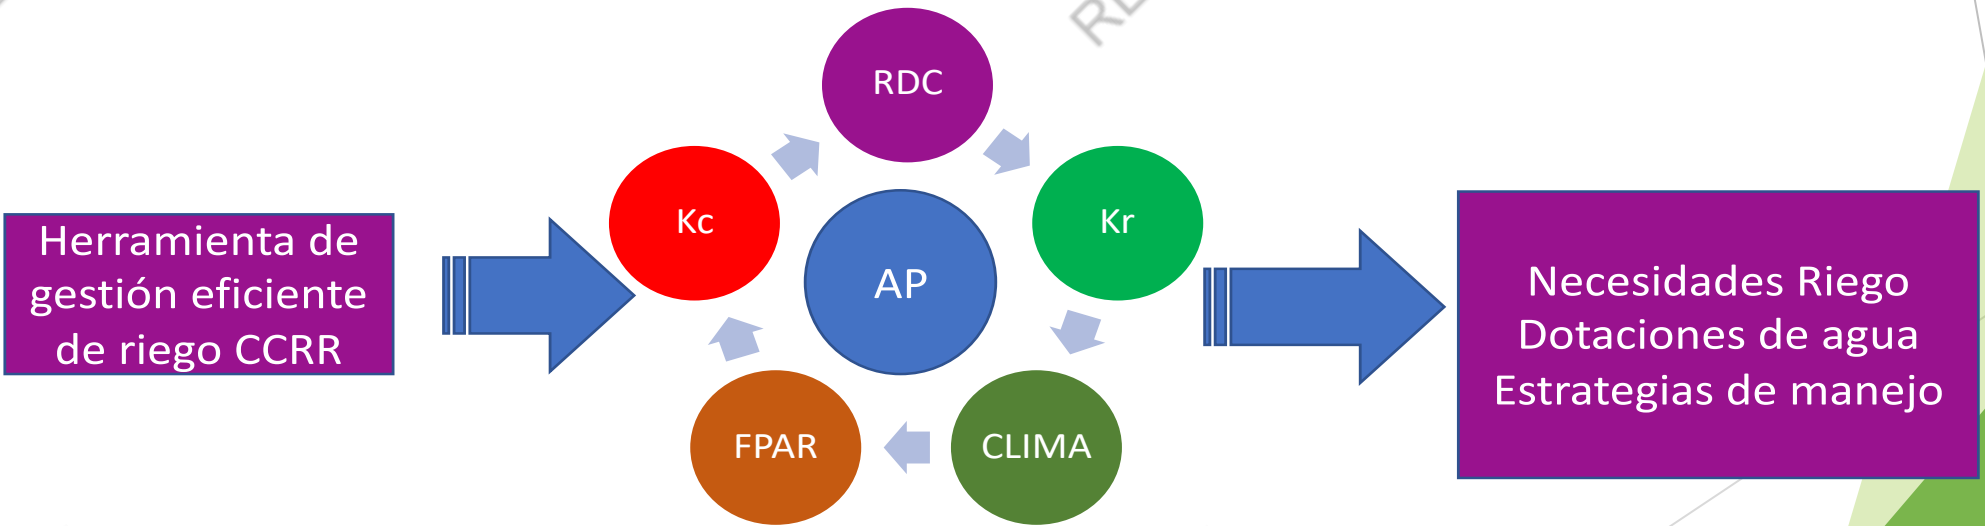 RDC
Kc
Kr
AP
FPAR
CLIMA
Herramienta de
gestión eficiente
de riego CCRR
Necesidades Riego
Dotaciones de agua
Estrategias de manejo